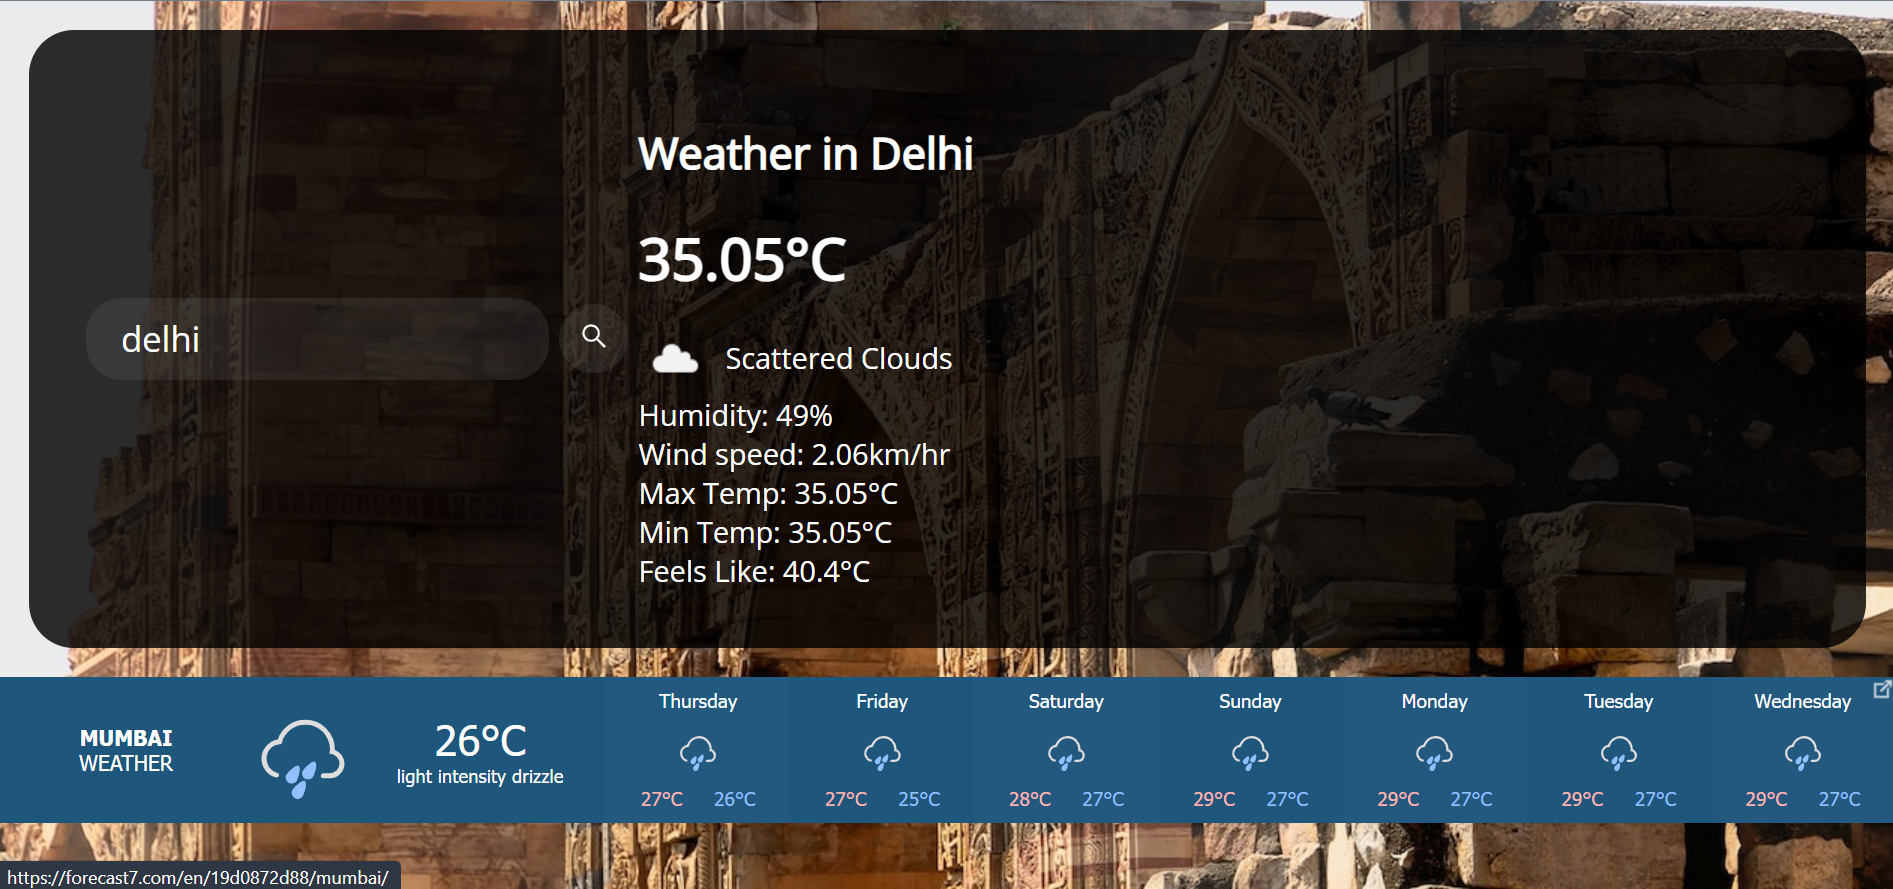 Weather in Delhi
35.05°C
delhi
Scattered Clouds
Humidity: 49%
Wind speed: 2.06km/hr
Max Temp: 35.05°C
Min Temp: 35.05°C
Feels Like: 40.4°C
MUMBAI
WEATHER
26°C
light intensity drizzle
Thursday
27°C 26°C
Friday
27°C 25°C
Saturday
28°C 27°C
Sunday
29°C 27°C
Monday
29°C 27°C
Tuesday
29°C 27°C
Wednesday
29°C 27°C
https://forecast7.com/en/19d0872d88/mumbai/